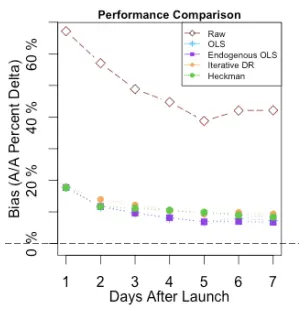 Performance Comparison
Raw
OLS
Endogenous OLS
Iterative DR
Heckman
Bias (A/A Percent Delta)
60 %
40 %
20 %
0 %
1 2 3 4 5 6 7
Days After Launch